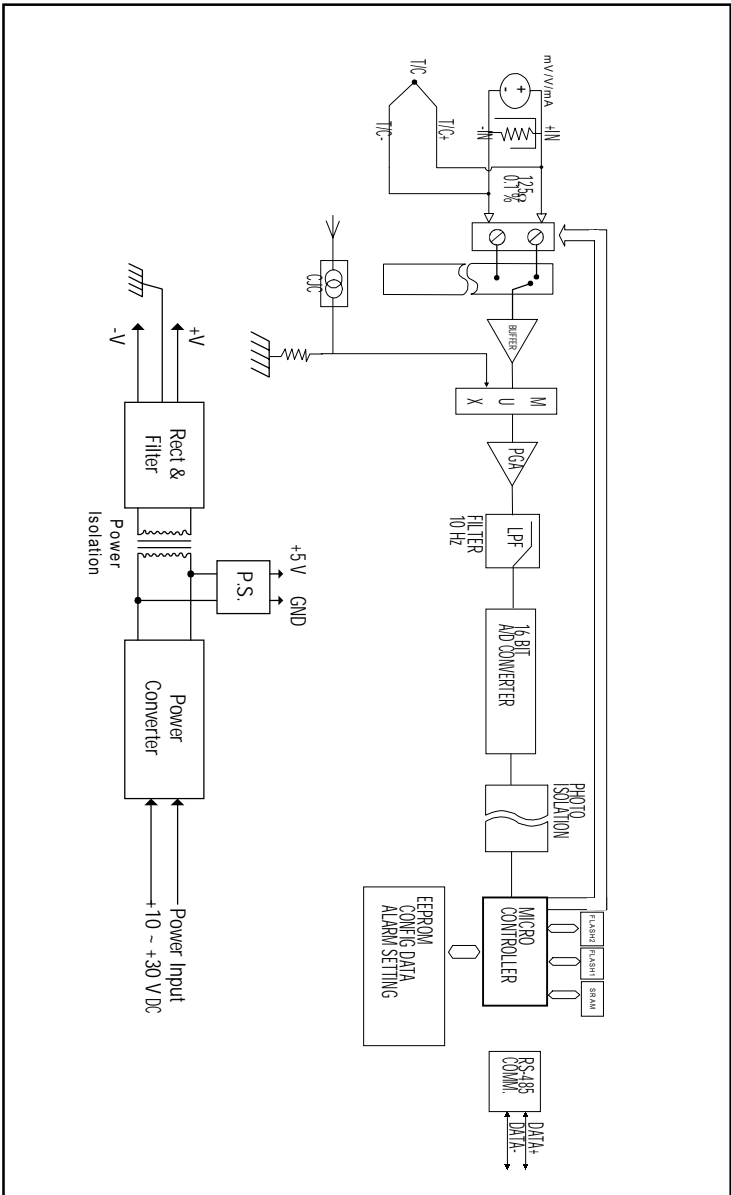 mV/V/mA
+
-
+IN
-IN
T/C
T/C+
T/C-
125Ω
0.1 %
CJC
BUFFER
M
U
X
PGA
LPF
FILTER
10 Hz
16 BIT
A/D CONVERTER
PHOTO
ISOLATION
FLASH2
FLASH1
SRAM
MICRO
CONTROLLER
EEPROM
CONFIG DATA
ALARM SETTING
RS-485
COMM.
DATA+
DATA-
+V
-V
Rect &
Filter
Power
Isolation
+5 V
GND
P.S.
Power
Converter
Power Input
+10 ~ +30 V DC